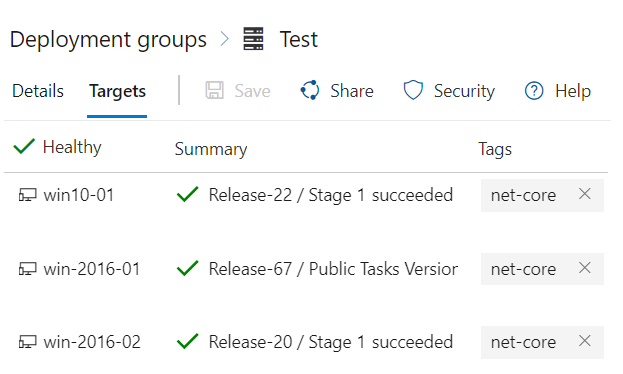 Deployment groups > Test
Details Targets Save Share Security Help
Healthy Summary Tags
win10-01 Release-22 / Stage 1 succeeded net-core ×
win-2016-01 Release-67 / Public Tasks Versior net-core ×
win-2016-02 Release-20 / Stage 1 succeeded net-core ×